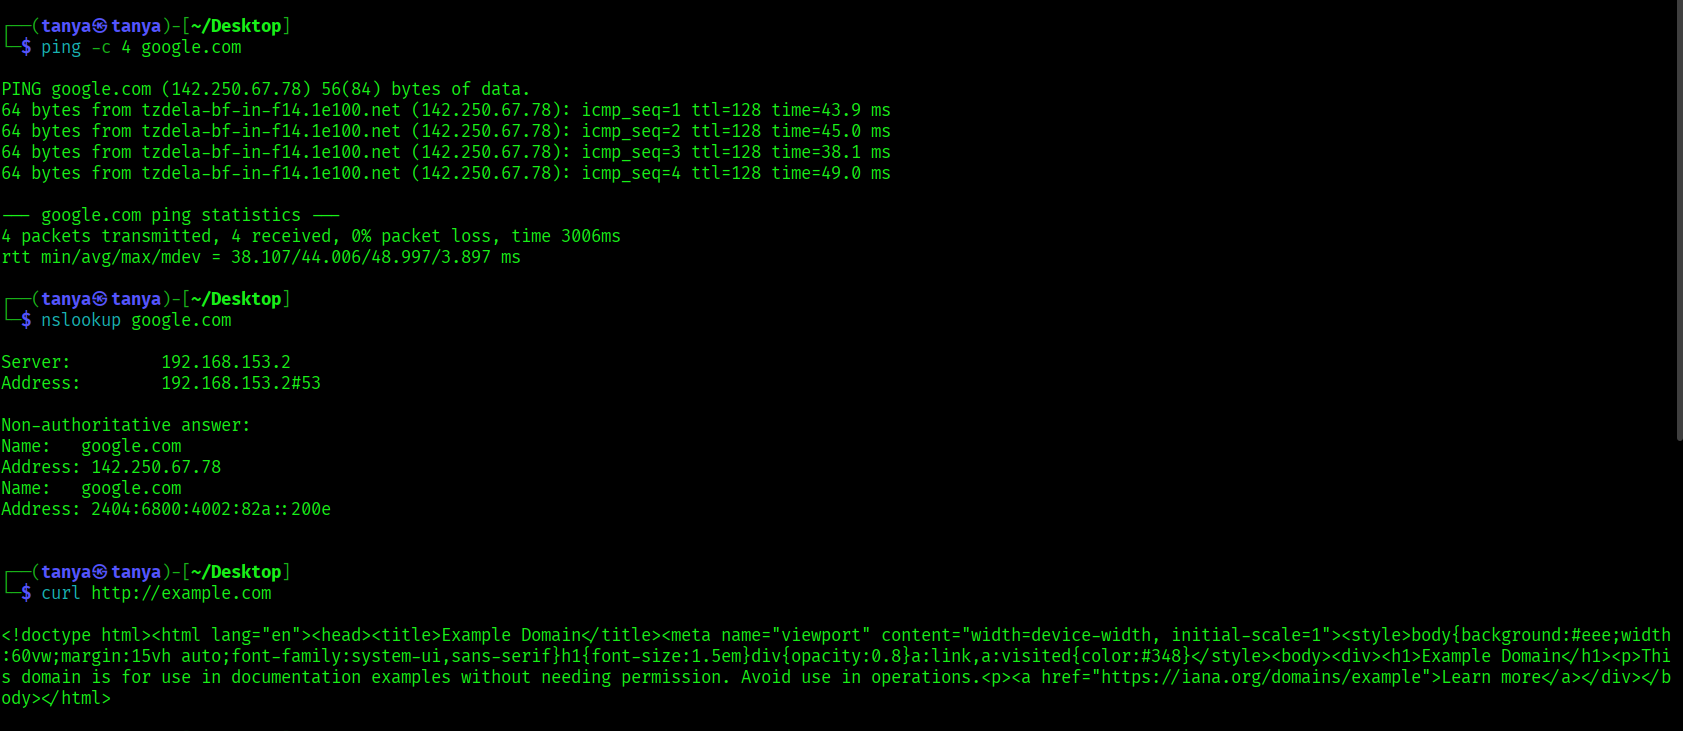 ┌──(tanya㉿tanya)-[~/Desktop]
└─$ ping -c 4 google.com
PING google.com (142.250.67.78) 56(84) bytes of data.
64 bytes from tzdela-bf-in-f14.1e100.net (142.250.67.78): icmp_seq=1 ttl=128 time=43.9 ms
64 bytes from tzdela-bf-in-f14.1e100.net (142.250.67.78): icmp_seq=2 ttl=128 time=45.0 ms
64 bytes from tzdela-bf-in-f14.1e100.net (142.250.67.78): icmp_seq=3 ttl=128 time=38.1 ms
64 bytes from tzdela-bf-in-f14.1e100.net (142.250.67.78): icmp_seq=4 ttl=128 time=49.0 ms
--- google.com ping statistics ---
4 packets transmitted, 4 received, 0% packet loss, time 3006ms
rtt min/avg/max/mdev = 38.107/44.006/48.997/3.897 ms
┌──(tanya㉿tanya)-[~/Desktop]
└─$ nslookup google.com
Server:         192.168.153.2
Address:        192.168.153.2#53
Non-authoritative answer:
Name:   google.com
Address: 142.250.67.78
Name:   google.com
Address: 2404:6800:4002:82a::200e
┌──(tanya㉿tanya)-[~/Desktop]
└─$ curl http://example.com
<!doctype html><html lang="en"><head><title>Example Domain</title><meta name="viewport" content="width=device-width, initial-scale=1"><style>body{background:#eee;width
:60vw;margin:15vh auto;font-family:system-ui,sans-serif}h1{font-size:1.5em}div{opacity:0.8}a:link,a:visited{color:#348}</style><body><div><h1>Example Domain</h1><p>Thi
s domain is for use in documentation examples without needing permission. Avoid use in operations.<p><a href="https://iana.org/domains/example">Learn more</a></div></b
ody></html>